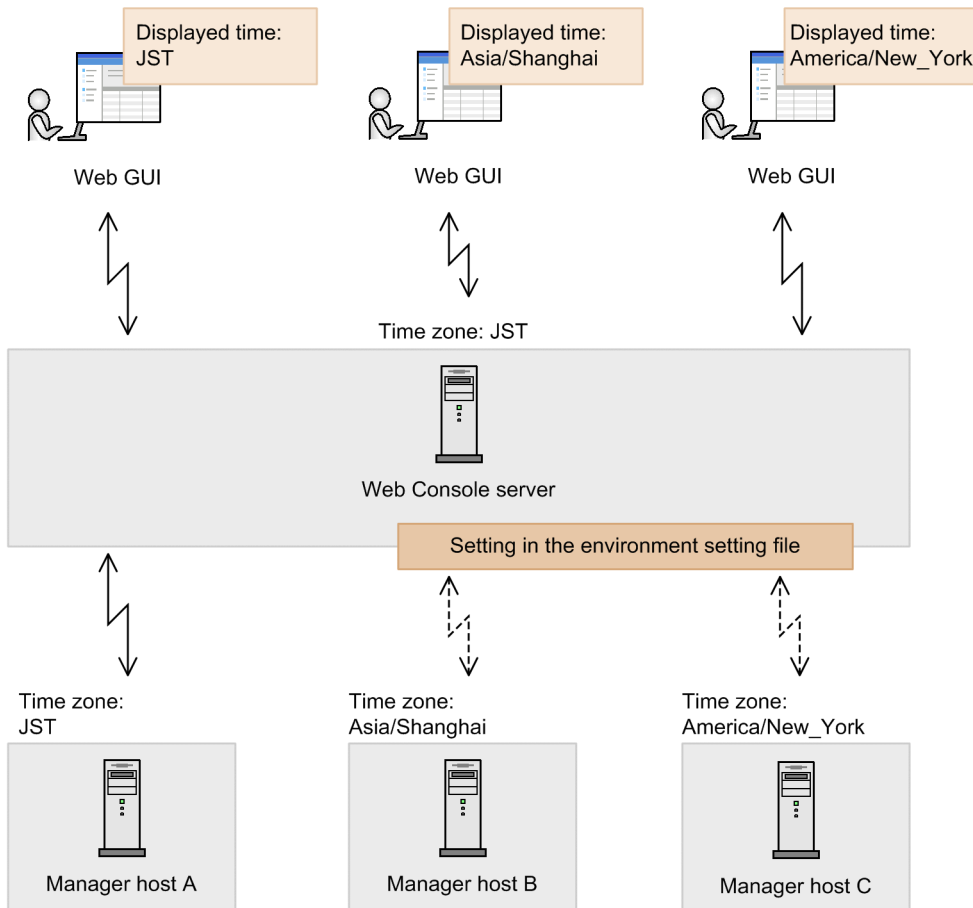 Displayed time:
JST
Displayed time:
Asia/Shanghai
Displayed time:
America/New_York
Web GUI
Web GUI
Web GUI
Time zone: JST
Web Console server
Setting in the environment setting file
Time zone:
JST
Time zone:
Asia/Shanghai
Time zone:
America/New_York
Manager host A
Manager host B
Manager host C